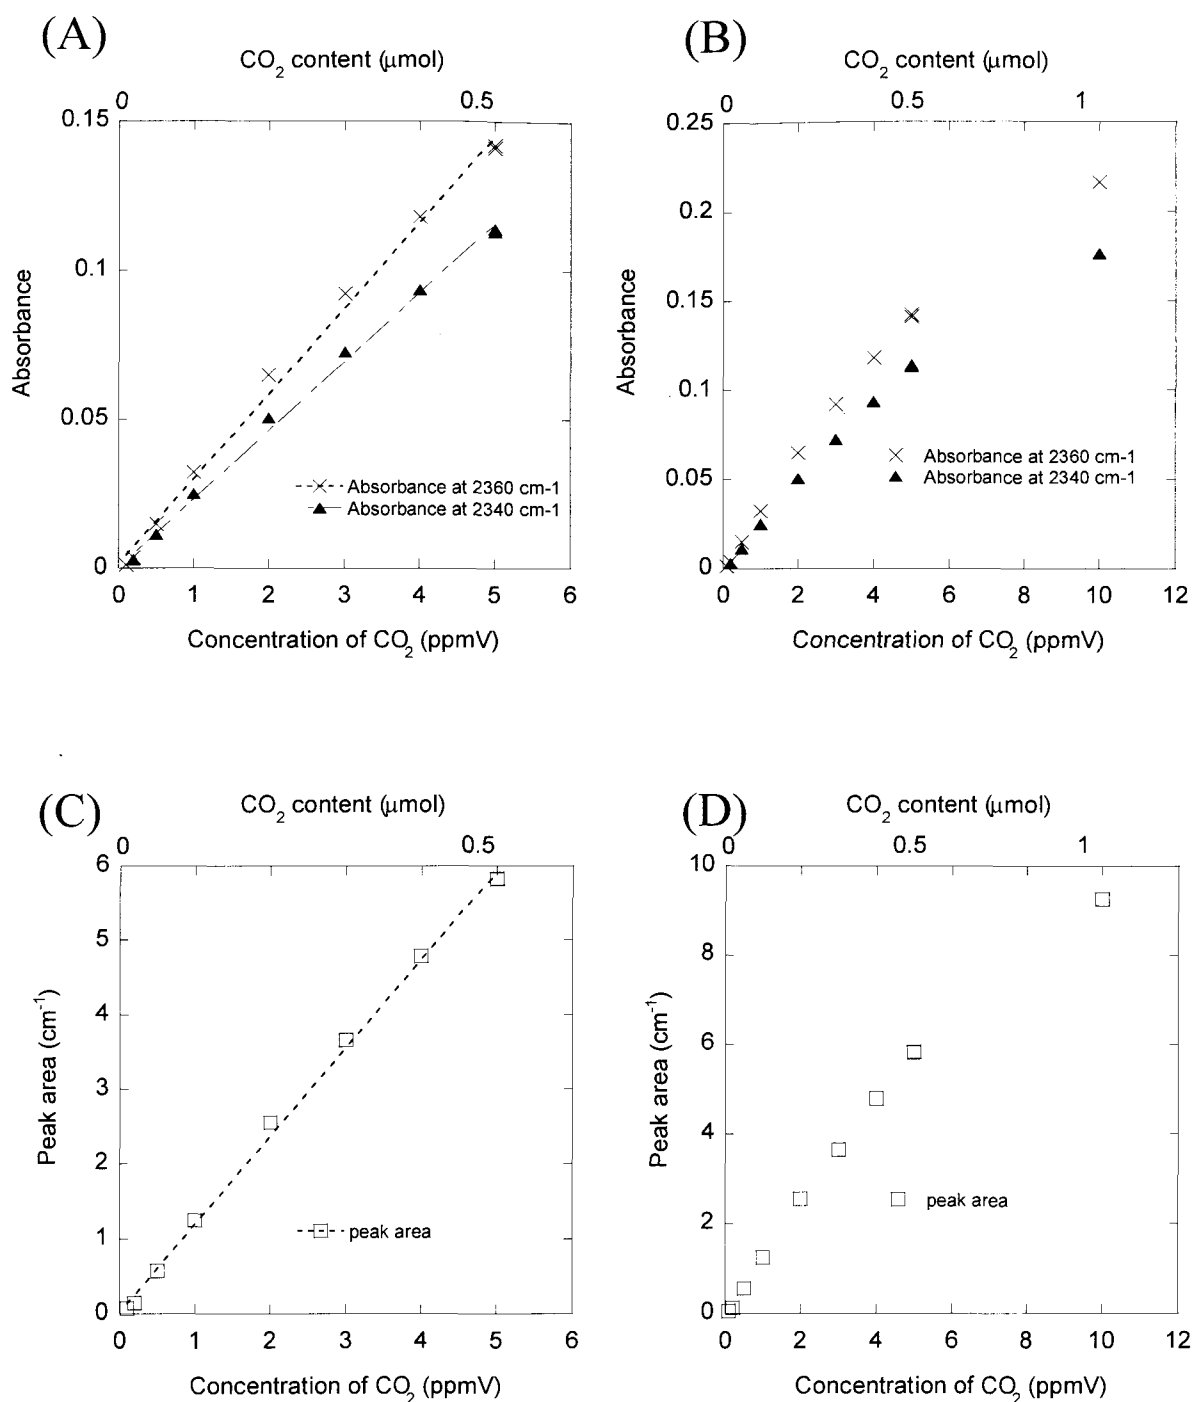 (A)
CO2 content (μmol)
0 0.5
0.15
0.1
0.05
0
Absorbance
Absorbance at 2360 cm-1
Absorbance at 2340 cm-1
0 1 2 3 4 5 6
Concentration of CO2 (ppmV)
(B)
CO2 content (μmol)
0 0.5 1
0.25
0.2
0.15
0.1
0.05
0
Absorbance
Absorbance at 2360 cm-1
Absorbance at 2340 cm-1
0 2 4 6 8 10 12
Concentration of CO2 (ppmV)
(C)
CO2 content (μmol)
0 0.5
6
5
4
3
2
1
0
Peak area (cm-1)
peak area
0 1 2 3 4 5 6
Concentration of CO2 (ppmV)
(D)
CO2 content (μmol)
0 0.5 1
10
8
6
4
2
0
Peak area (cm-1)
peak area
0 2 4 6 8 10 12
Concentration of CO2 (ppmV)